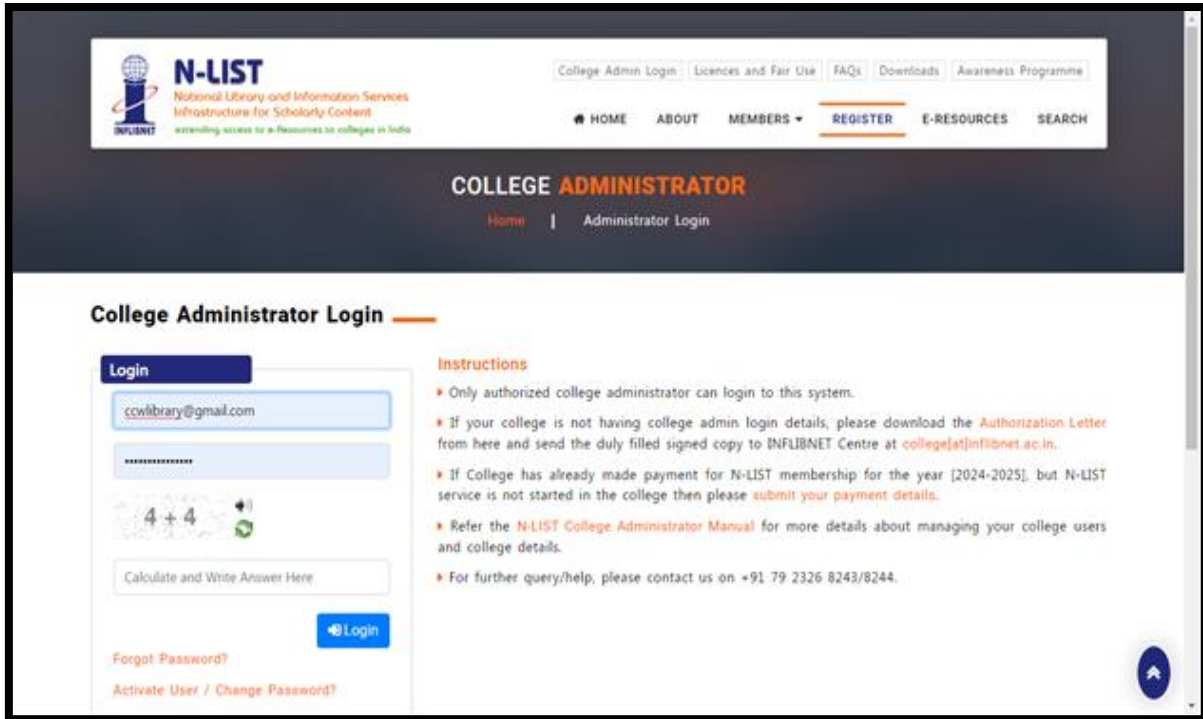 N-LIST
National Library and Information Services
Infrastructure for Scholarly Content
extending access to e-Resources to colleges in India
INFLIBNET
College Admin Login
Licences and Fair Use
FAQs
Downloads
Awareness Programme
HOME
ABOUT
MEMBERS
REGISTER
E-RESOURCES
SEARCH
COLLEGE ADMINISTRATOR
Home | Administrator Login
College Administrator Login
Login
ccwlibrary@gmail.com
4 + 4
Calculate and Write Answer Here
Login
Forgot Password?
Activate User / Change Password?
Instructions
Only authorized college administrator can login to this system.
If your college is not having college admin login details, please download the Authorization Letter
from here and send the duly filled signed copy to INFLIBNET Centre at college[at]inflibnet.ac.in.
If College has already made payment for N-LIST membership for the year [2024-2025], but N-LIST
service is not started in the college then please submit your payment details.
Refer the N-LIST College Administrator Manual for more details about managing your college users
and college details.
For further query/help, please contact us on +91 79 2326 8243/8244.